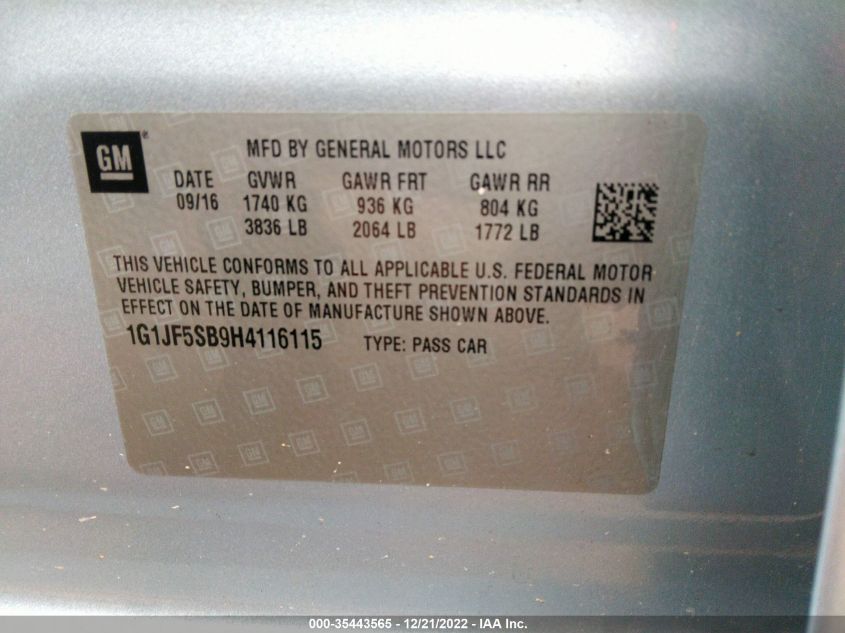 GM®
MFD BY GENERAL MOTORS LLC
DATE GVWR GAWR FRT GAWR RR
09/16 1740 KG 936 KG 804 KG
3836 LB 2064 LB 1772 LB
THIS VEHICLE CONFORMS TO ALL APPLICABLE U.S. FEDERAL MOTOR
VEHICLE SAFETY, BUMPER, AND THEFT PREVENTION STANDARDS IN
EFFECT ON THE DATE OF MANUFACTURE SHOWN ABOVE.
1G1JF5SB9H4116115 TYPE: PASS CAR
000-35443565 - 12/21/2022 - IAA Inc.